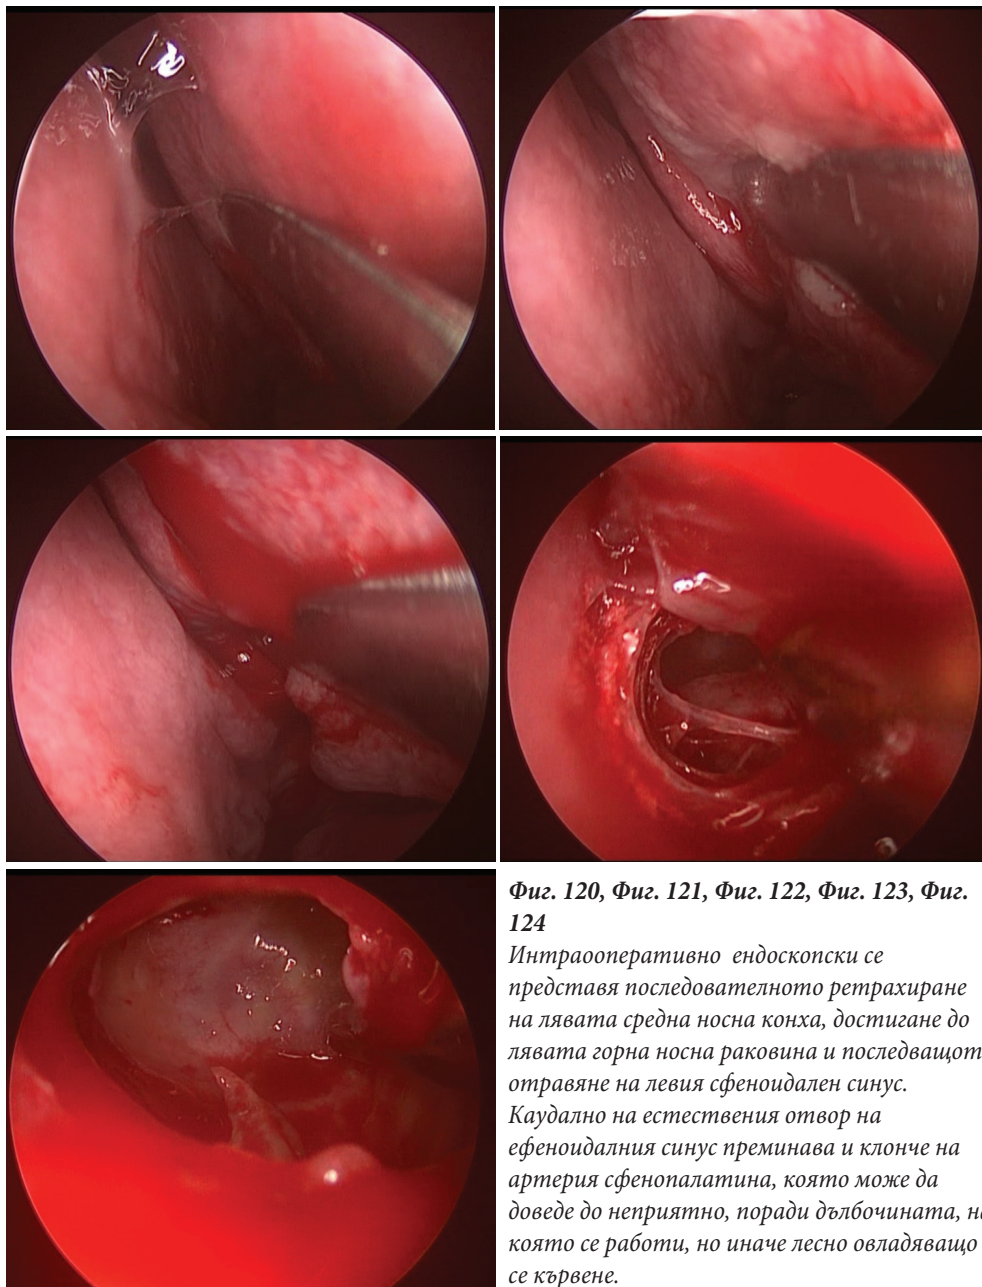 Фиг. 120, Фиг. 121, Фиг. 122, Фиг. 123, Фиг.
124
Интраооперативно ендоскопски се
представя последователното ретрахиране
на лявата средна носна конха, достигане до
лявата горна носна раковина и последващот
отравяне на левия сфеноидален синус.
Каудално на естествения отвор на
ефеноидалния синус преминава и клонче на
артерия сфенопалатина, която може да
доведе до неприятно, поради дълбочината, на
която се работи, но иначе лесно овладяващо
се кървене.